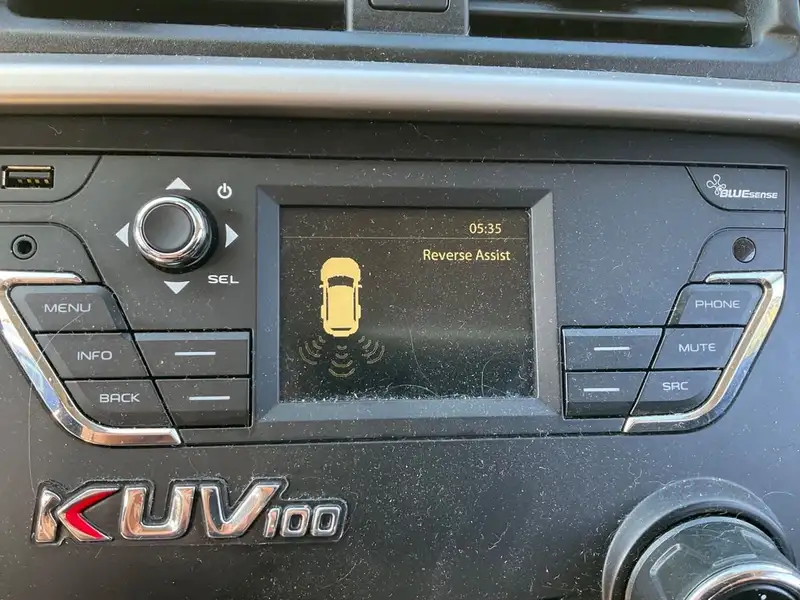 05:35
BLUESENSE
Reverse Assist
SEL
MENU
PHONE
INFO
MUTE
BACK
SRC
KUV100